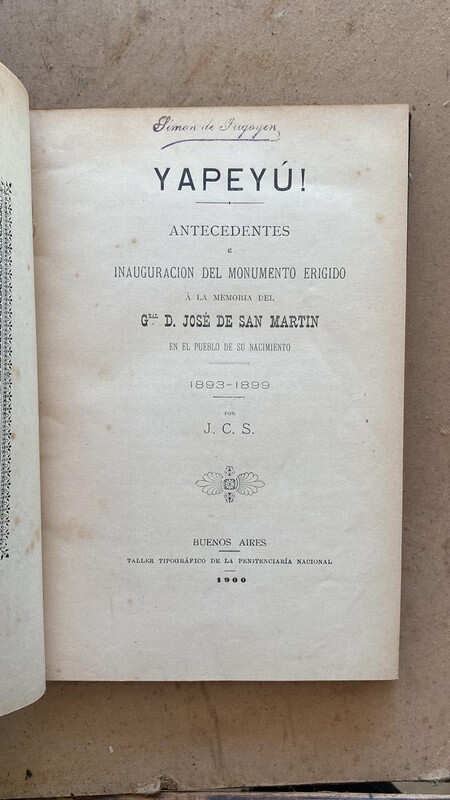 Simon de Irigoyen
YAPEYÚ!
ANTECEDENTES
é
INAUGURACION DEL MONUMENTO ERIGIDO
Á LA MEMORIA DEL
Gral D. JOSÉ DE SAN MARTIN
EN EL PUEBLO DE SU NACIMIENTO
1893-1899
POR
J. C. S.
BUENOS AIRES
TALLER TIPOGRÁFICO DE LA PENITENCIARÍA NACIONAL
1900